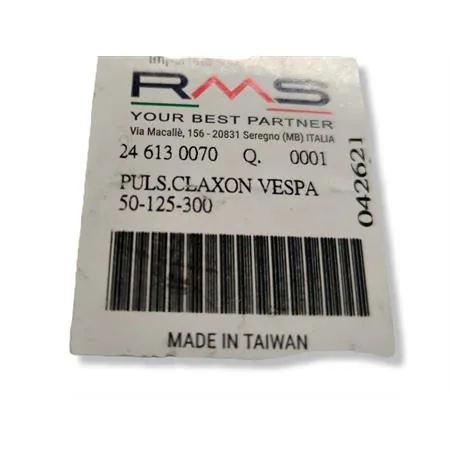 RMS
YOUR BEST PARTNER
Via Macallè, 156 - 20831 Seregno (MB) ITALIA
24 613 0070 Q. 0001
PULS.CLAXON VESPA
50-125-300
042621
MADE IN TAIWAN